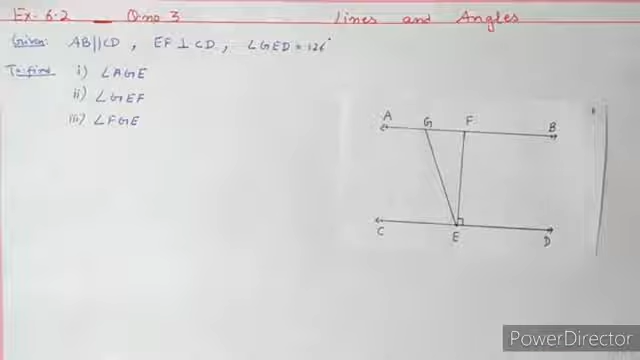 Ex. 6.2 _ Q.no 3 Lines and Angles
Given: AB||CD , EF ⊥ CD , ∠GED = 126°
To find i) ∠AGE
ii) ∠GEF
iii) ∠FGE
A G F B
C E D
PowerDirector